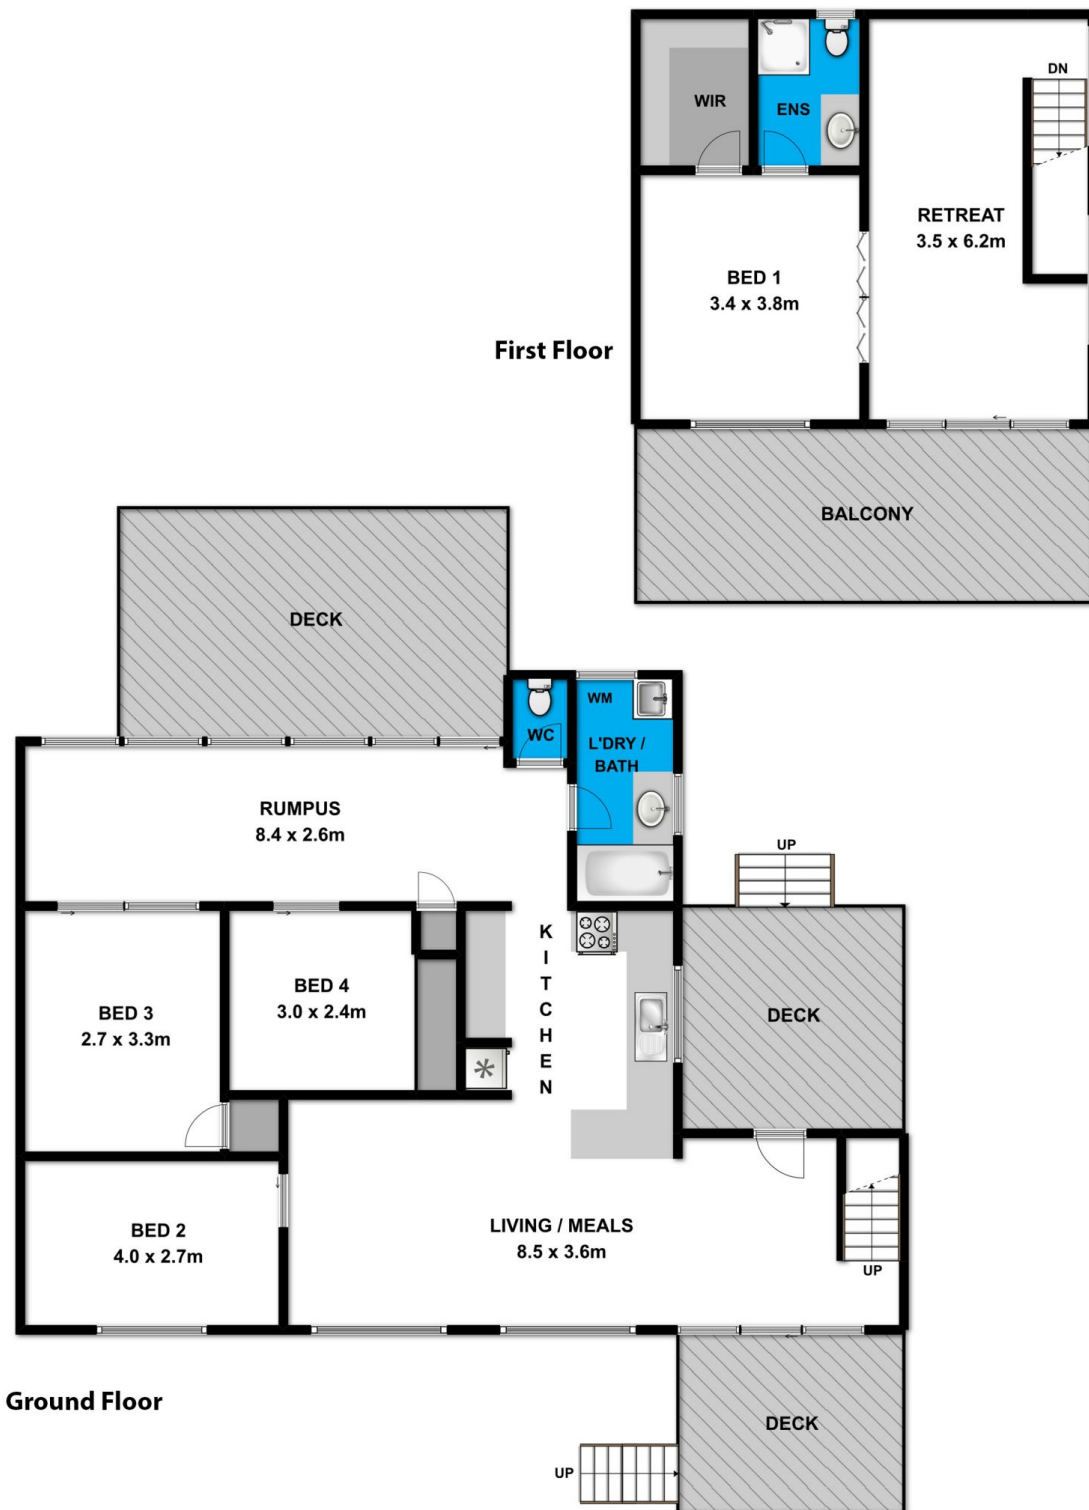 WIR
ENS
DN
RETREAT
3.5 x 6.2m
BED 1
3.4 x 3.8m
First Floor
BALCONY
DECK
WM
WC
L'DRY /
BATH
RUMPUS
8.4 x 2.6m
UP
KITCHEN
BED 4
3.0 x 2.4m
BED 3
2.7 x 3.3m
DECK
BED 2
4.0 x 2.7m
LIVING / MEALS
8.5 x 3.6m
UP
Ground Floor
DECK
UP